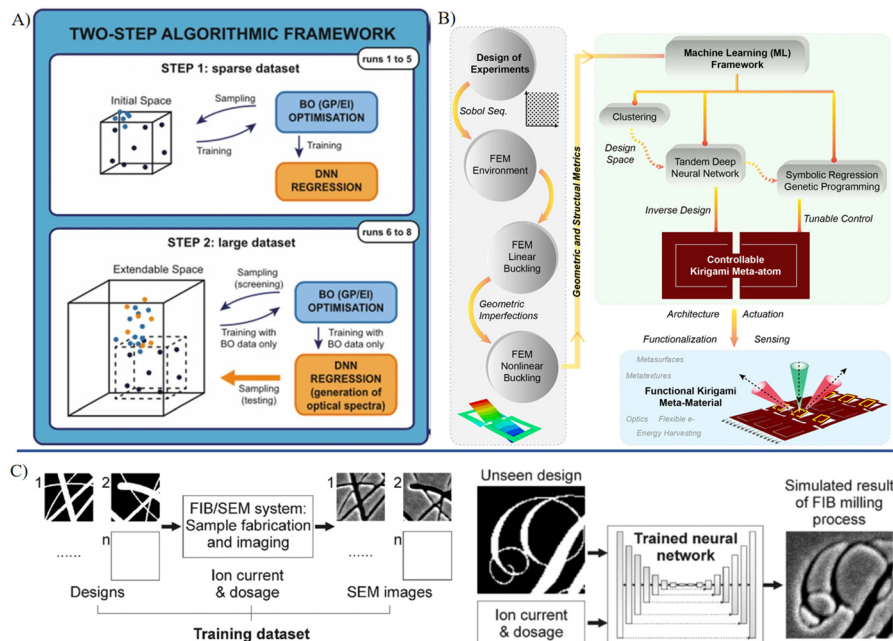 A)
TWO-STEP ALGORITHMIC FRAMEWORK
runs 1 to 5
STEP 1: sparse dataset
Initial Space
Sampling
Training
BO (GP/EI)
OPTIMISATION
Training
DNN
REGRESSION
runs 6 to 8
STEP 2: large dataset
Extendable Space
Sampling
(screening)
Training with
BO data only
BO (GP/EI)
OPTIMISATION
Training with
BO data only
DNN
REGRESSION
(generation of
optical spectra)
Sampling
(testing)
B)
Design of
Experiments
Sobol Seq.
FEM
Environment
FEM
Linear
Buckling
Geometric
Imperfections
FEM
Nonlinear
Buckling
Geometric and Structural Metrics
Machine Learning (ML)
Framework
Clustering
Design
Space
Tandem Deep
Neural Network
Symbolic Regression
Genetic Programming
Inverse Design
Tunable Control
Controllable
Kirigami Meta-atom
Architecture
Actuation
Functionalization
Sensing
Metasurfaces
Metatextures
Functional Kirigami
Meta-Material
Optics Flexible e-
Energy Harvesting
C)
1
2
......
n
Designs
FIB/SEM system:
Sample fabrication
and imaging
Ion current
& dosage
1
2
......
n
SEM images
Training dataset
Unseen design
Ion current
& dosage
Trained neural
network
Simulated result
of FIB milling
process